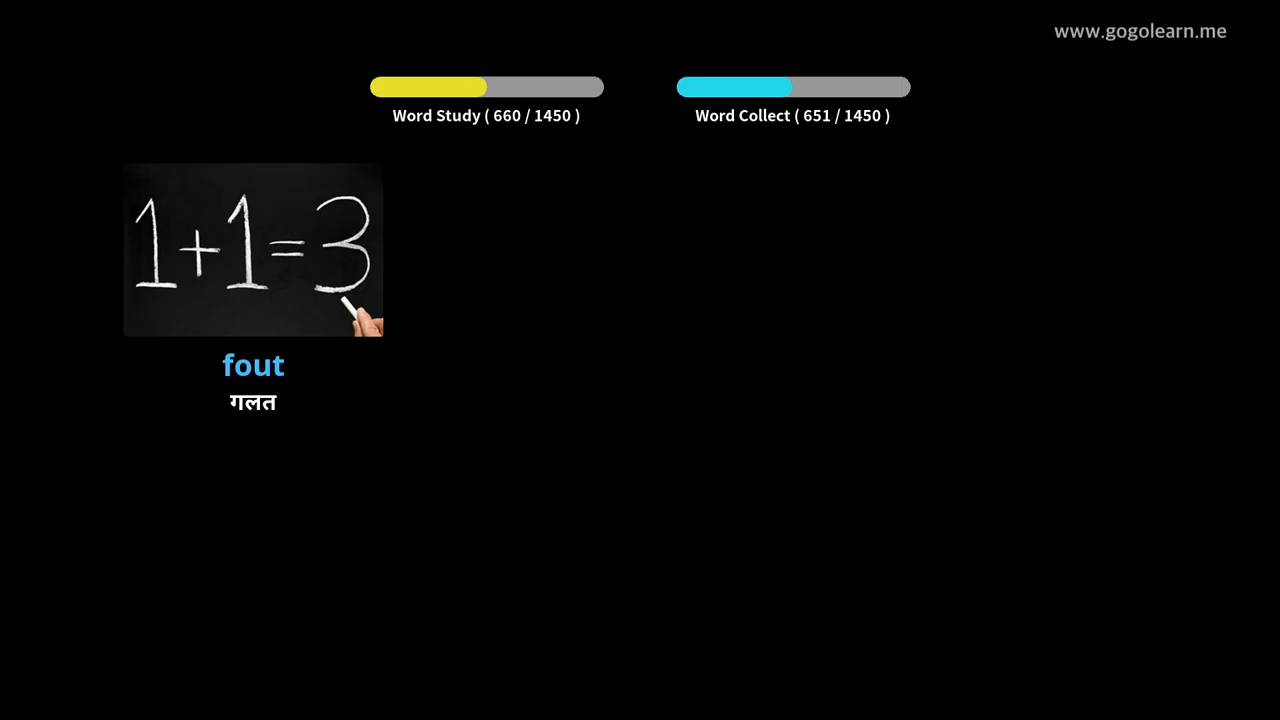 www.gogolearn.me
Word Study ( 660 / 1450 )
Word Collect ( 651 / 1450 )
1+1=3
fout
गलत